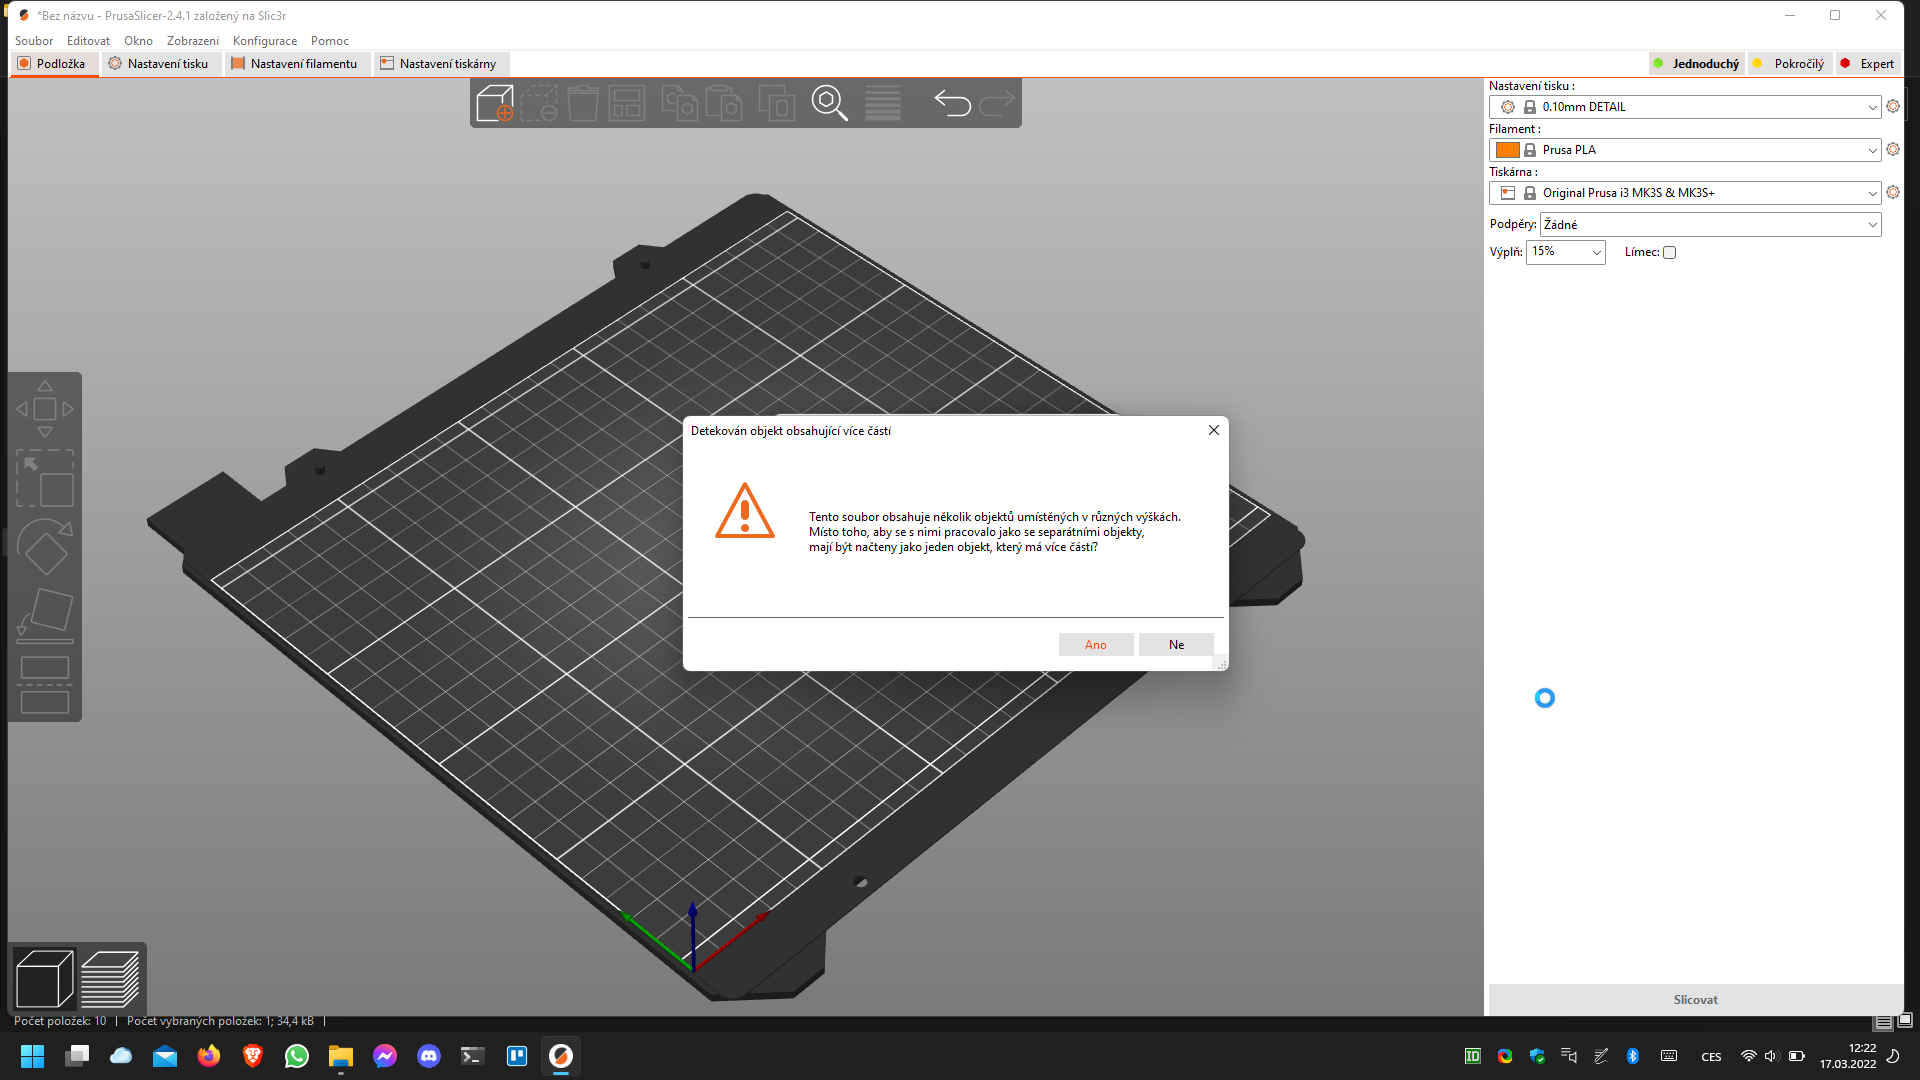 *Bez názvu - PrusaSlicer-2.4.1 založený na Slic3r
Soubor Editovat Okno Zobrazení Konfigurace Pomoc
Podložka Nastavení tisku Nastavení filamentu Nastavení tiskárny Jednoduchý Pokročilý Expert
Nastavení tisku :
0.10mm DETAIL
Filament :
Prusa PLA
Tiskárna :
Original Prusa i3 MK3S & MK3S+
Podpěry: Žádné
Výplň: 15% Límec:
Detekován objekt obsahující více částí
Tento soubor obsahuje několik objektů umístěných v různých výškách.
Místo toho, aby se s nimi pracovalo jako se separátními objekty,
mají být načteny jako jeden objekt, který má více částí?
Ano Ne
Slicovat
Počet položek: 10 | Počet vybraných položek: 1; 34,4 kB |
ID CES 12:22
17.03.2022